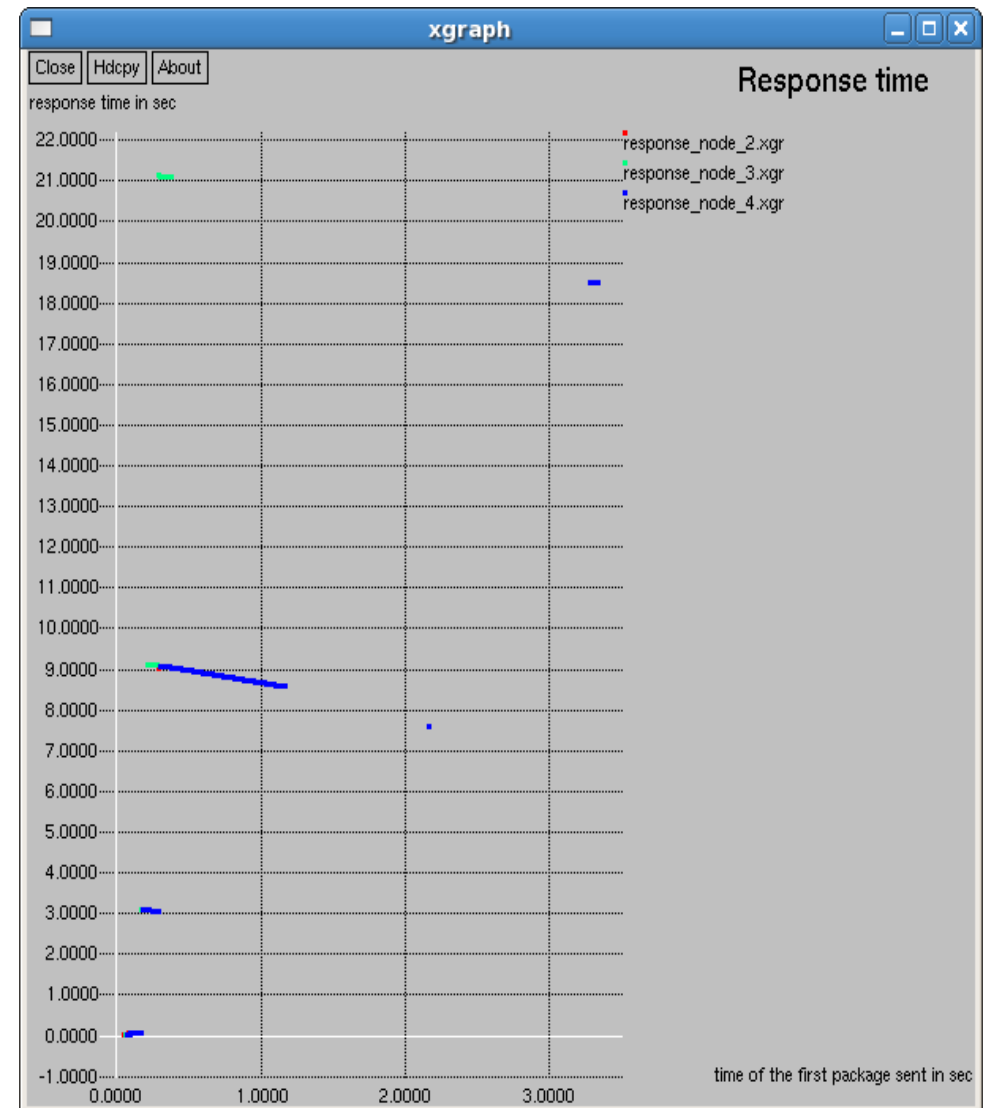 xgraph
Close Hdcpy About
Response time
response time in sec
22.0000
21.0000
20.0000
19.0000
18.0000
17.0000
16.0000
15.0000
14.0000
13.0000
12.0000
11.0000
10.0000
9.0000
8.0000
7.0000
6.0000
5.0000
4.0000
3.0000
2.0000
1.0000
0.0000
-1.0000
response_node_2.xgr
response_node_3.xgr
response_node_4.xgr
time of the first package sent in sec
0.0000 1.0000 2.0000 3.0000